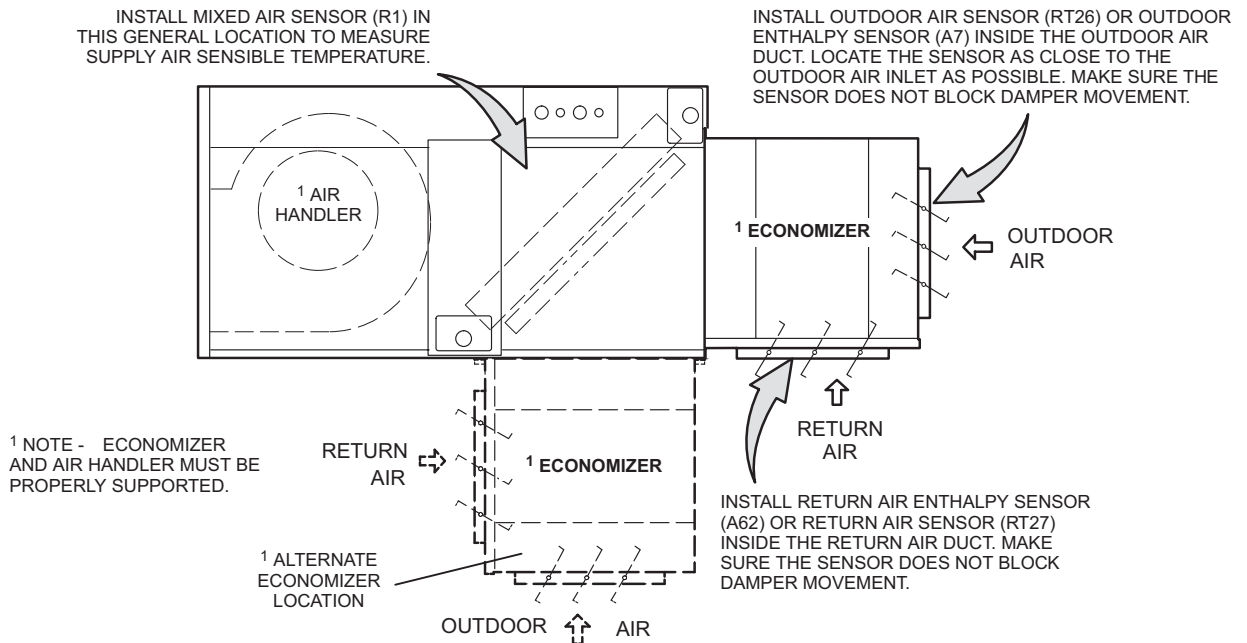 INSTALL MIXED AIR SENSOR (R1) IN
THIS GENERAL LOCATION TO MEASURE
SUPPLY AIR SENSIBLE TEMPERATURE.
INSTALL OUTDOOR AIR SENSOR (RT26) OR OUTDOOR
ENTHALPY SENSOR (A7) INSIDE THE OUTDOOR AIR
DUCT. LOCATE THE SENSOR AS CLOSE TO THE
OUTDOOR AIR INLET AS POSSIBLE. MAKE SURE THE
SENSOR DOES NOT BLOCK DAMPER MOVEMENT.
1 AIR
HANDLER
1 ECONOMIZER
OUTDOOR
AIR
RETURN
AIR
1 NOTE - ECONOMIZER
AND AIR HANDLER MUST BE
PROPERLY SUPPORTED.
RETURN
AIR
1 ECONOMIZER
INSTALL RETURN AIR ENTHALPY SENSOR
(A62) OR RETURN AIR SENSOR (RT27)
INSIDE THE RETURN AIR DUCT. MAKE
SURE THE SENSOR DOES NOT BLOCK
DAMPER MOVEMENT.
1 ALTERNATE
ECONOMIZER
LOCATION
OUTDOOR AIR